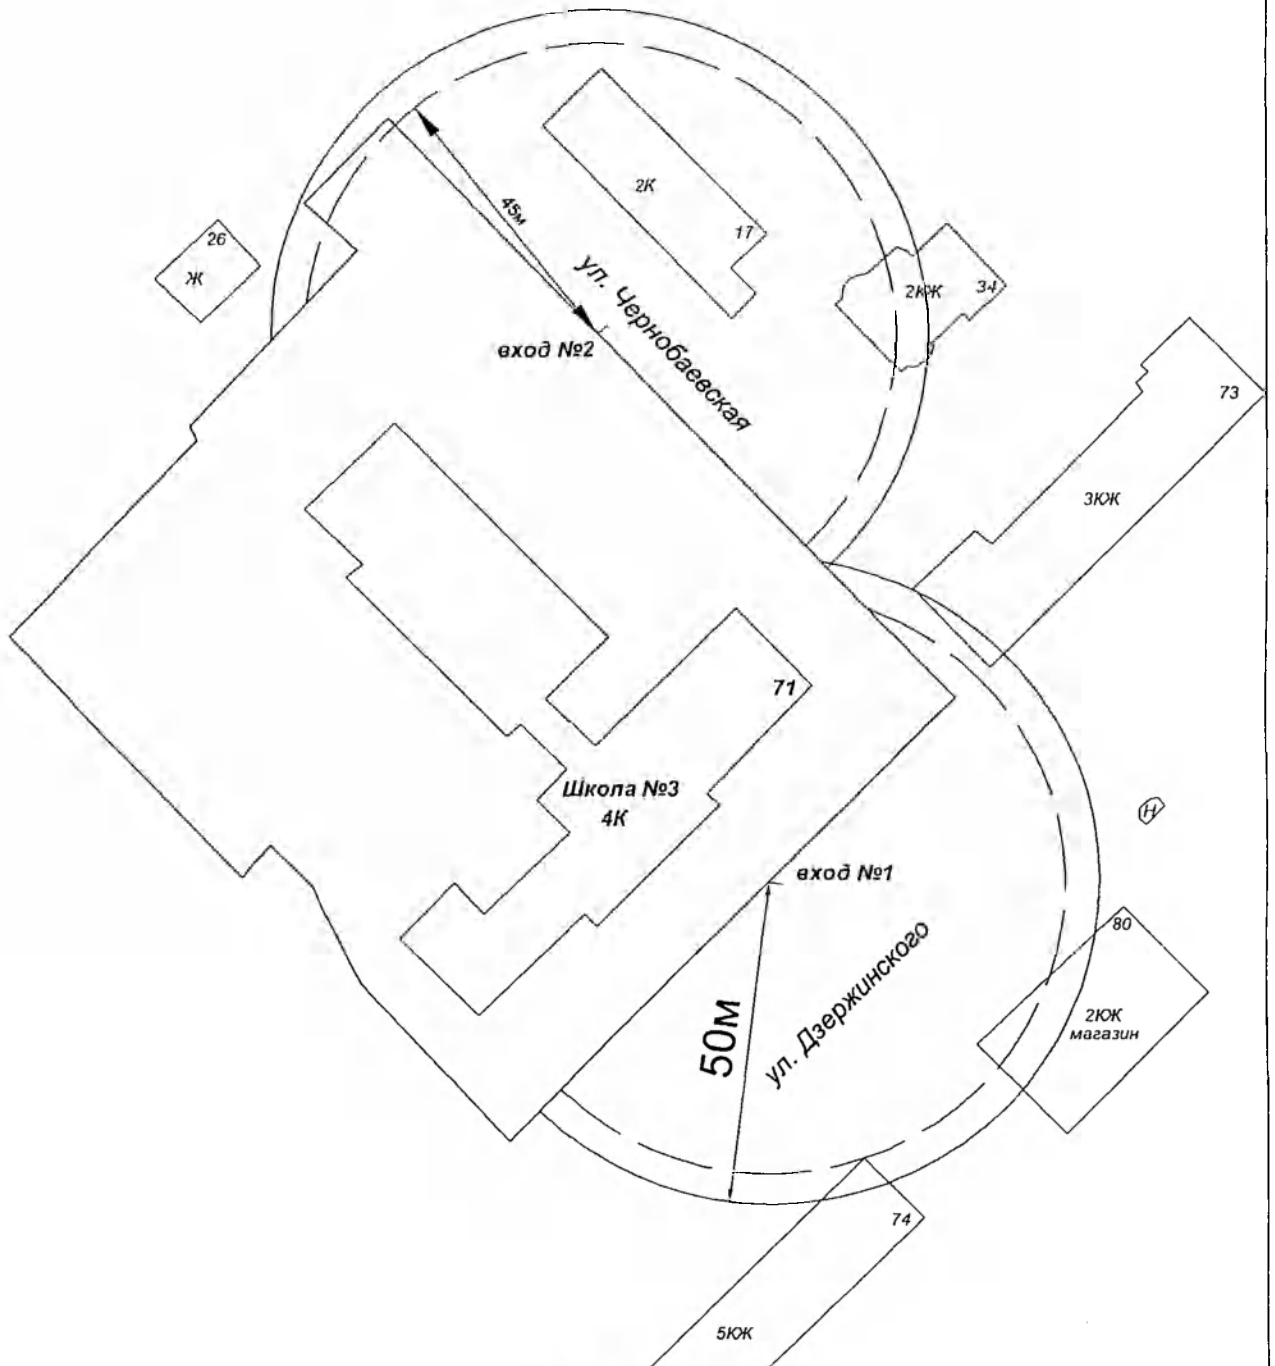 2К
17
45м
26
Ж
ул. Чернобаевская
2КЖ
34
вход №2
73
3КЖ
71
Школа №3
4К
Н
вход №1
80
ул. Дзержинского
50м
2КЖ
магазин
74
5КЖ